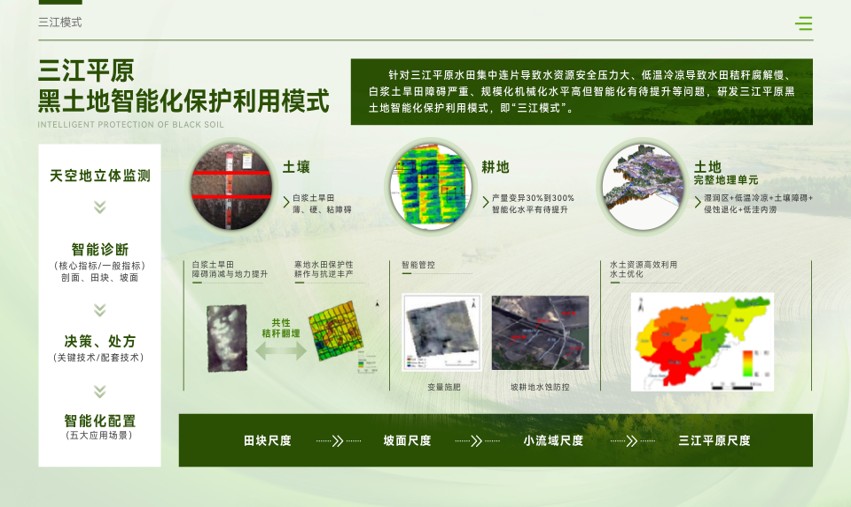 三江模式
三江平原
黑土地智能化保护利用模式
INTELLIGENT PROTECTION OF BLACK SOIL
针对三江平原水田集中连片导致水资源安全压力大、低温冷凉导致水田秸秆腐解慢、
白浆土旱田障碍严重、规模化机械化水平高但智能化有待提升等问题，研发三江平原黑
土地智能化保护利用模式，即“三江模式”。
天空地立体监测
智能诊断
(核心指标/一般指标)
剖面、田块、坡面
决策、处方
(关键技术/配套技术)
智能化配置
(五大应用场景)
土壤
白浆土旱田
薄、硬、粘障碍
耕地
产量变异30%到300%
智能化水平有待提升
土地
完整地理单元
湿润区+低温冷凉+土壤障碍+
侵蚀退化+低洼内涝
白浆土旱田
障碍消减与地力提升
寒地水田保护性
耕作与抗逆丰产
共性
秸秆翻埋
智能管控
变量施肥
坡耕地水蚀防控
水土资源高效利用
水土优化
田块尺度
坡面尺度
小流域尺度
三江平原尺度